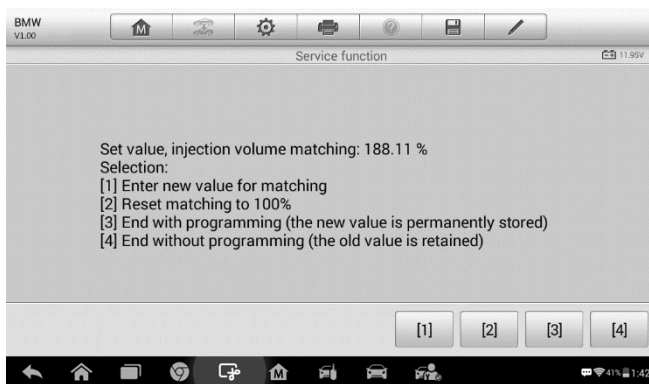 BMW
V1.00
Service function
11.95V
Set value, injection volume matching: 188.11 %
Selection:
[1] Enter new value for matching
[2] Reset matching to 100%
[3] End with programming (the new value is permanently stored)
[4] End without programming (the old value is retained)
[1] [2] [3] [4]
41% 1:42